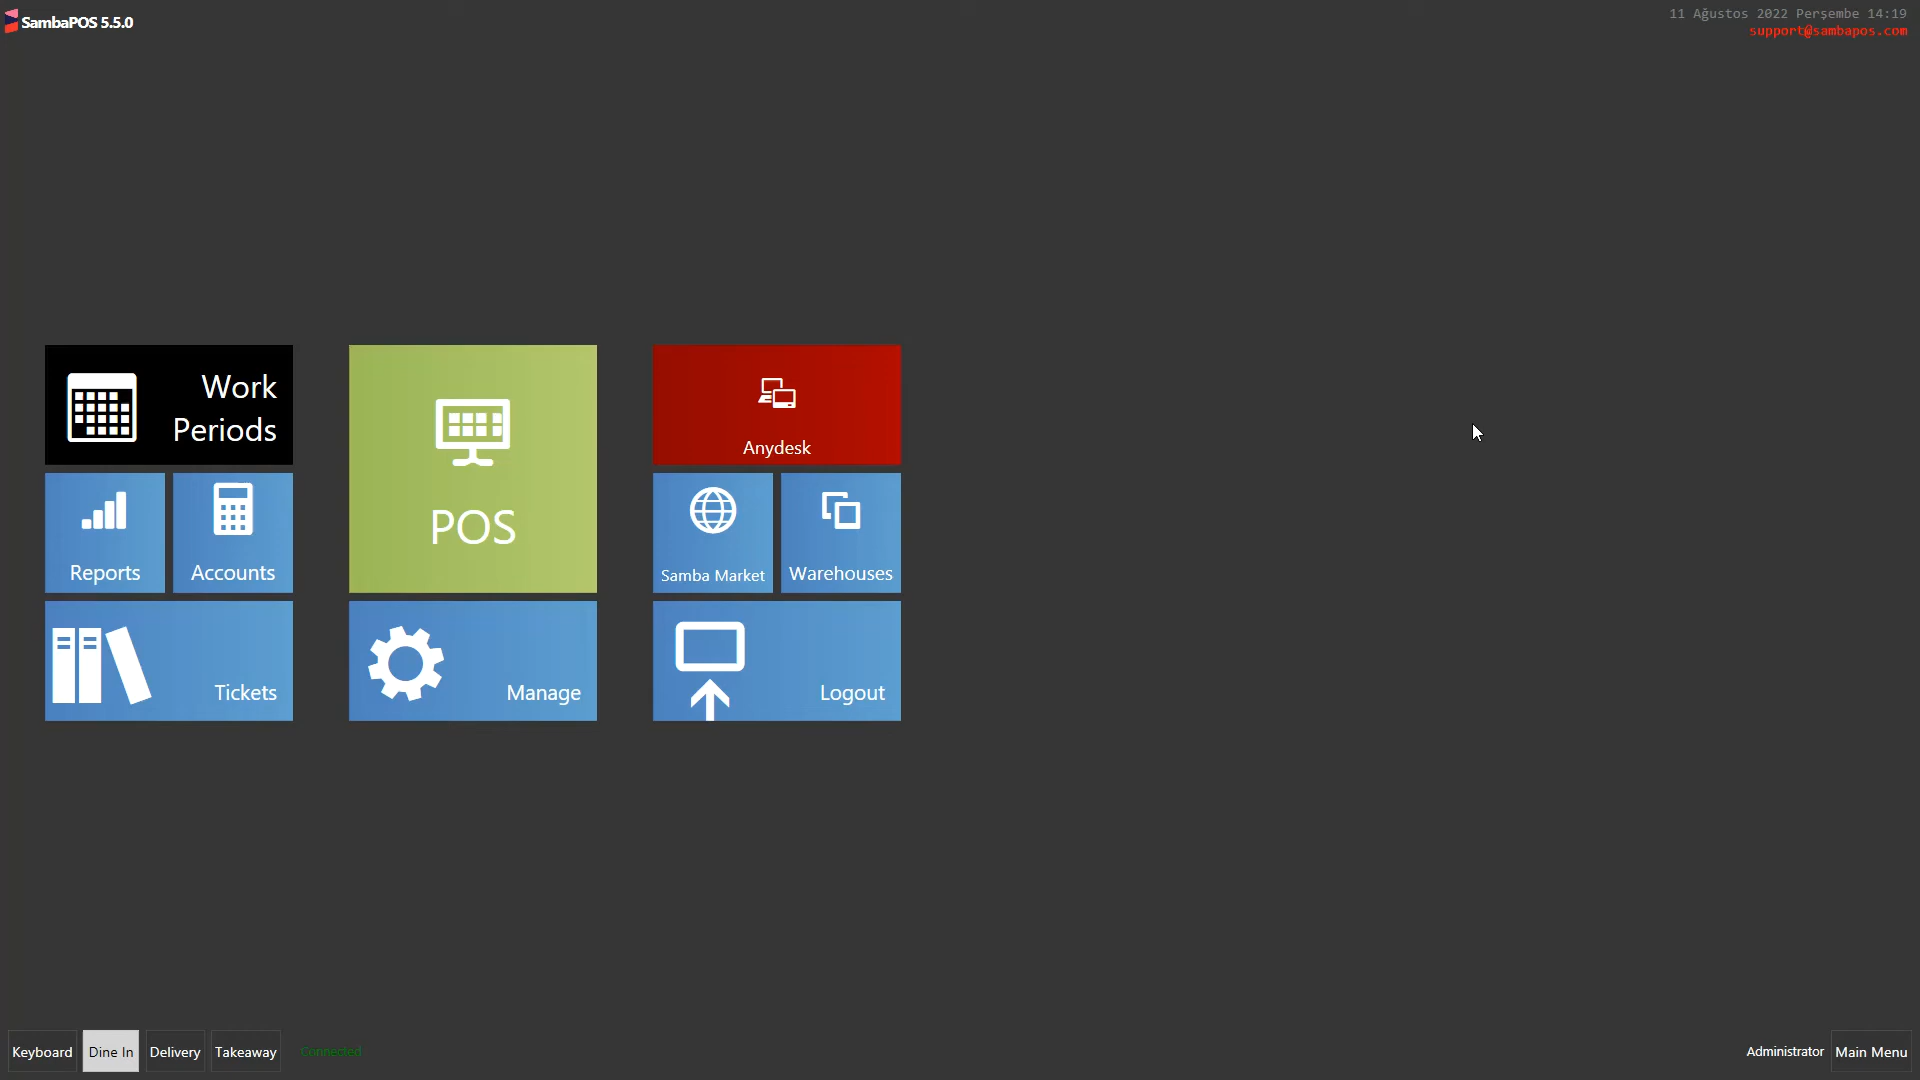 SambaPOS 5.5.0
11 Ağustos 2022 Perşembe 14:19
support@sambapos.com
Work
Periods
POS
Anydesk
Reports
Accounts
Samba Market
Warehouses
Tickets
Manage
Logout
Keyboard
Dine In
Delivery
Takeaway
Connected
Administrator
Main Menu